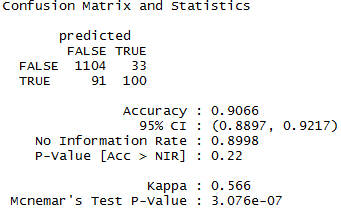 Confusion Matrix and Statistics
predicted
FALSE TRUE
FALSE 1104 33
TRUE 91 100
Accuracy : 0.9066
95% CI : (0.8897, 0.9217)
No Information Rate : 0.8998
P-Value [Acc > NIR] : 0.22
Kappa : 0.566
Mcnemar's Test P-Value : 3.076e-07